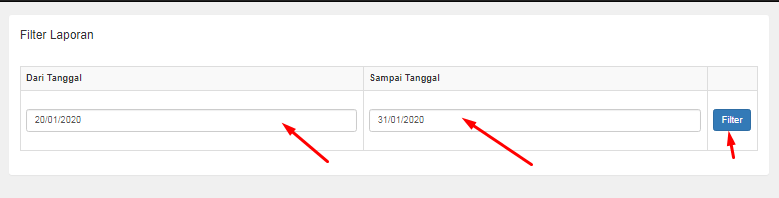 Filter Laporan
Dari Tanggal Sampai Tanggal
20/01/2020 31/01/2020 Filter